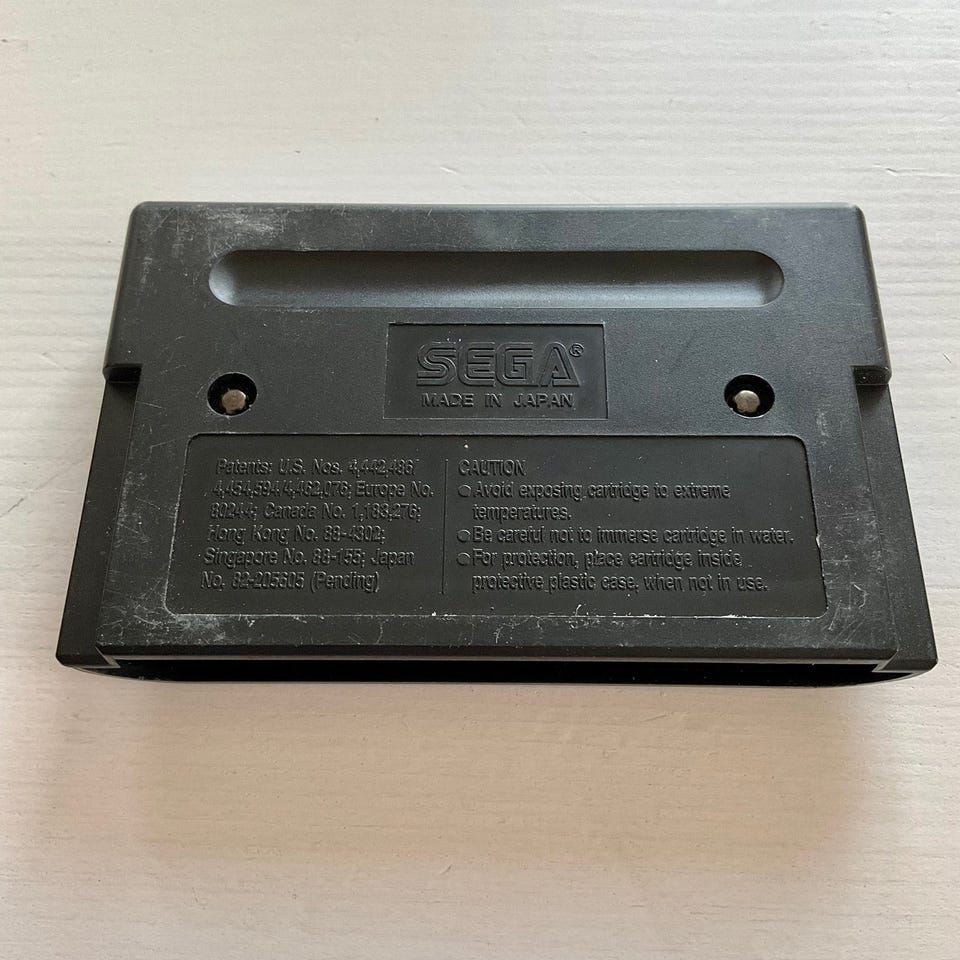 SEGA®
MADE IN JAPAN
Patents: U.S. Nos. 4,442,486/
4,454,594/4,462,076; Europe No.
80244; Canada No. 1,183,276;
Hong Kong No. 88-4302;
Singapore No. 88-155; Japan
No. 82-205605 (Pending)
CAUTION
Avoid exposing cartridge to extreme
temperatures.
Be careful not to immerse cartridge in water.
For protection, place cartridge inside
protective plastic case, when not in use.